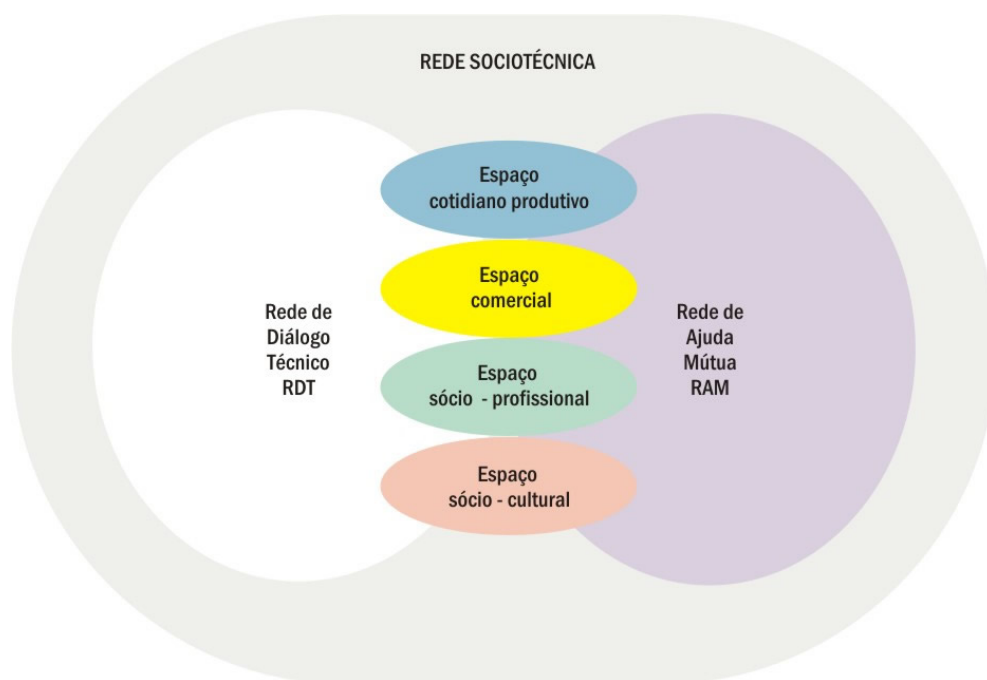 REDE SOCIOTÉCNICA
Espaço
cotidiano produtivo
Espaço
comercial
Rede de
Diálogo
Técnico
RDT
Rede de
Ajuda
Mútua
RAM
Espaço
sócio - profissional
Espaço
sócio - cultural